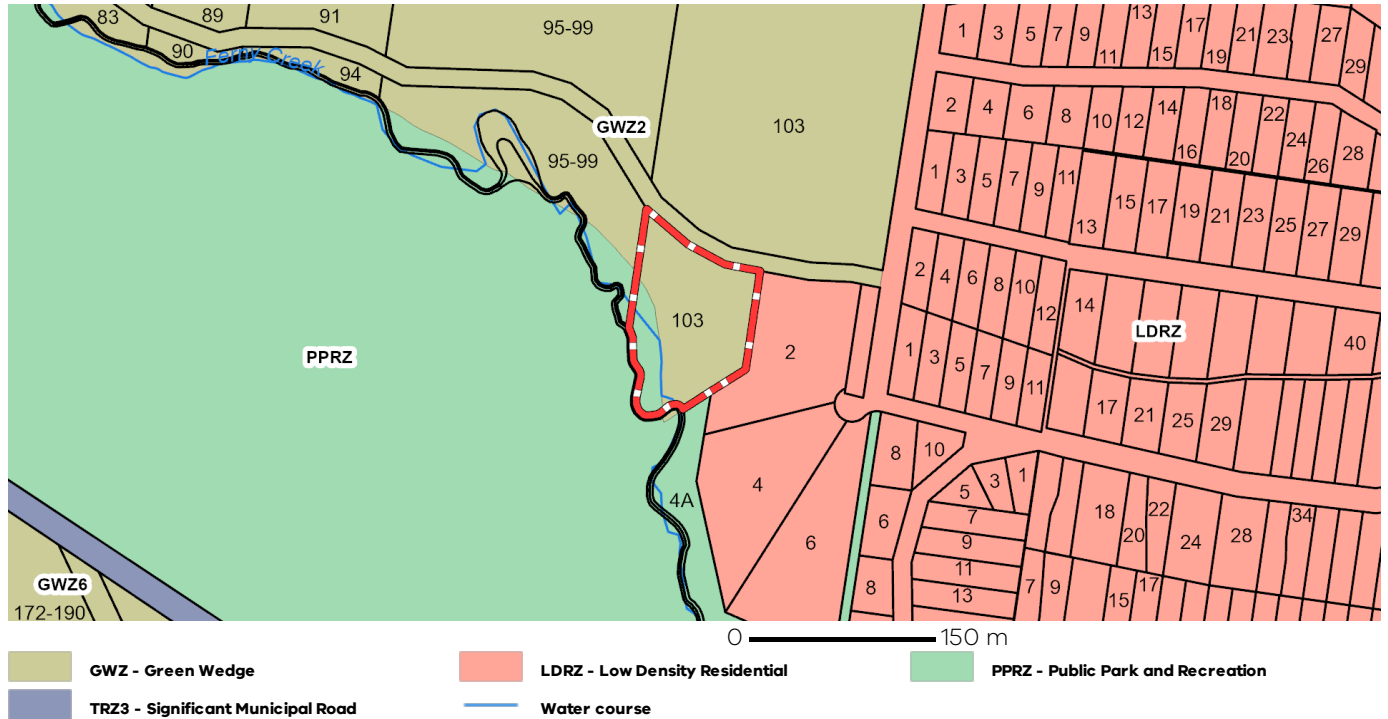 83 89 91 95-99 1 3 5 7 9 11 13 15 17 19 21 23 27 29
90 Ferny Creek 94
GWZ2 103 2 4 6 8 10 12 14 16 18 20 22 24 26 28
95-99 1 3 5 7 9 11 13 15 17 19 21 23 25 27 29
2 4 6 8 10 12 14 LDRZ 40
103
PPRZ 2 1 3 5 7 9 11 17 21 25 29
8 10
4 4A 6 5 3 1 18 20 22 24 28 34
6 7
9
11
GWZ6 8 13 7 9 15 17
172-190
0 150 m
GWZ - Green Wedge LDRZ - Low Density Residential PPRZ - Public Park and Recreation
TRZ3 - Significant Municipal Road Water course